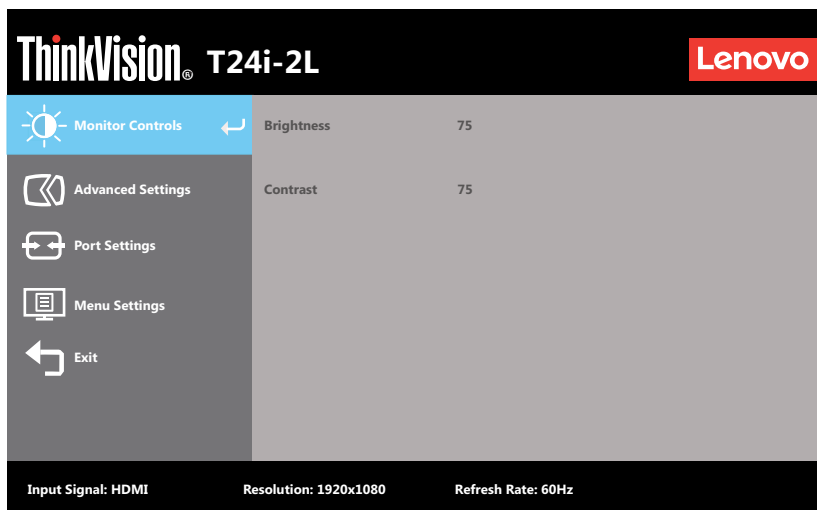 ThinkVision® T24i-2L
Lenovo
Monitor Controls Brightness 75
Advanced Settings Contrast 75
Port Settings
Menu Settings
Exit
Input Signal: HDMI Resolution: 1920x1080 Refresh Rate: 60Hz